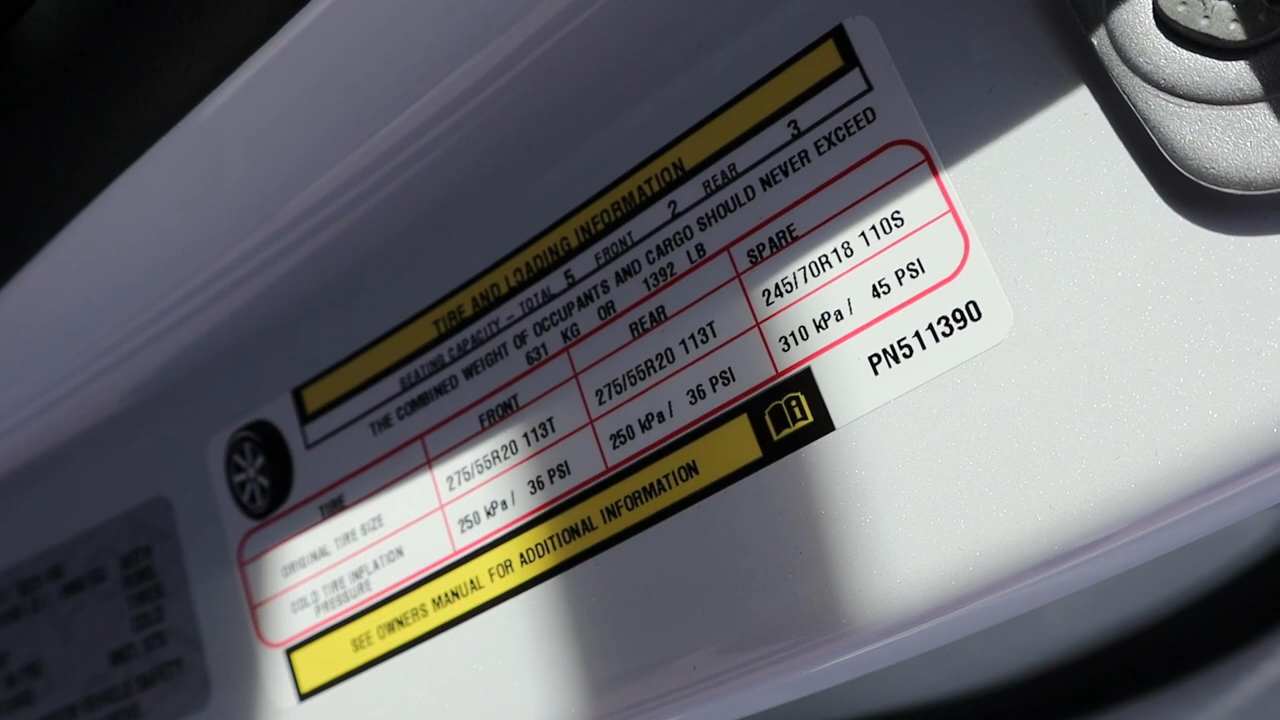 TIRE AND LOADING INFORMATION
SEATING CAPACITY – TOTAL 5 FRONT 2 REAR 3
THE COMBINED WEIGHT OF OCCUPANTS AND CARGO SHOULD NEVER EXCEED
631 KG OR 1392 LB
TIRE FRONT REAR SPARE
ORIGINAL TIRE SIZE 275/55R20 113T 275/55R20 113T 245/70R18 110S
COLD TIRE INFLATION PRESSURE 250 kPa / 36 PSI 250 kPa / 36 PSI 310 kPa / 45 PSI
SEE OWNERS MANUAL FOR ADDITIONAL INFORMATION
PN511390